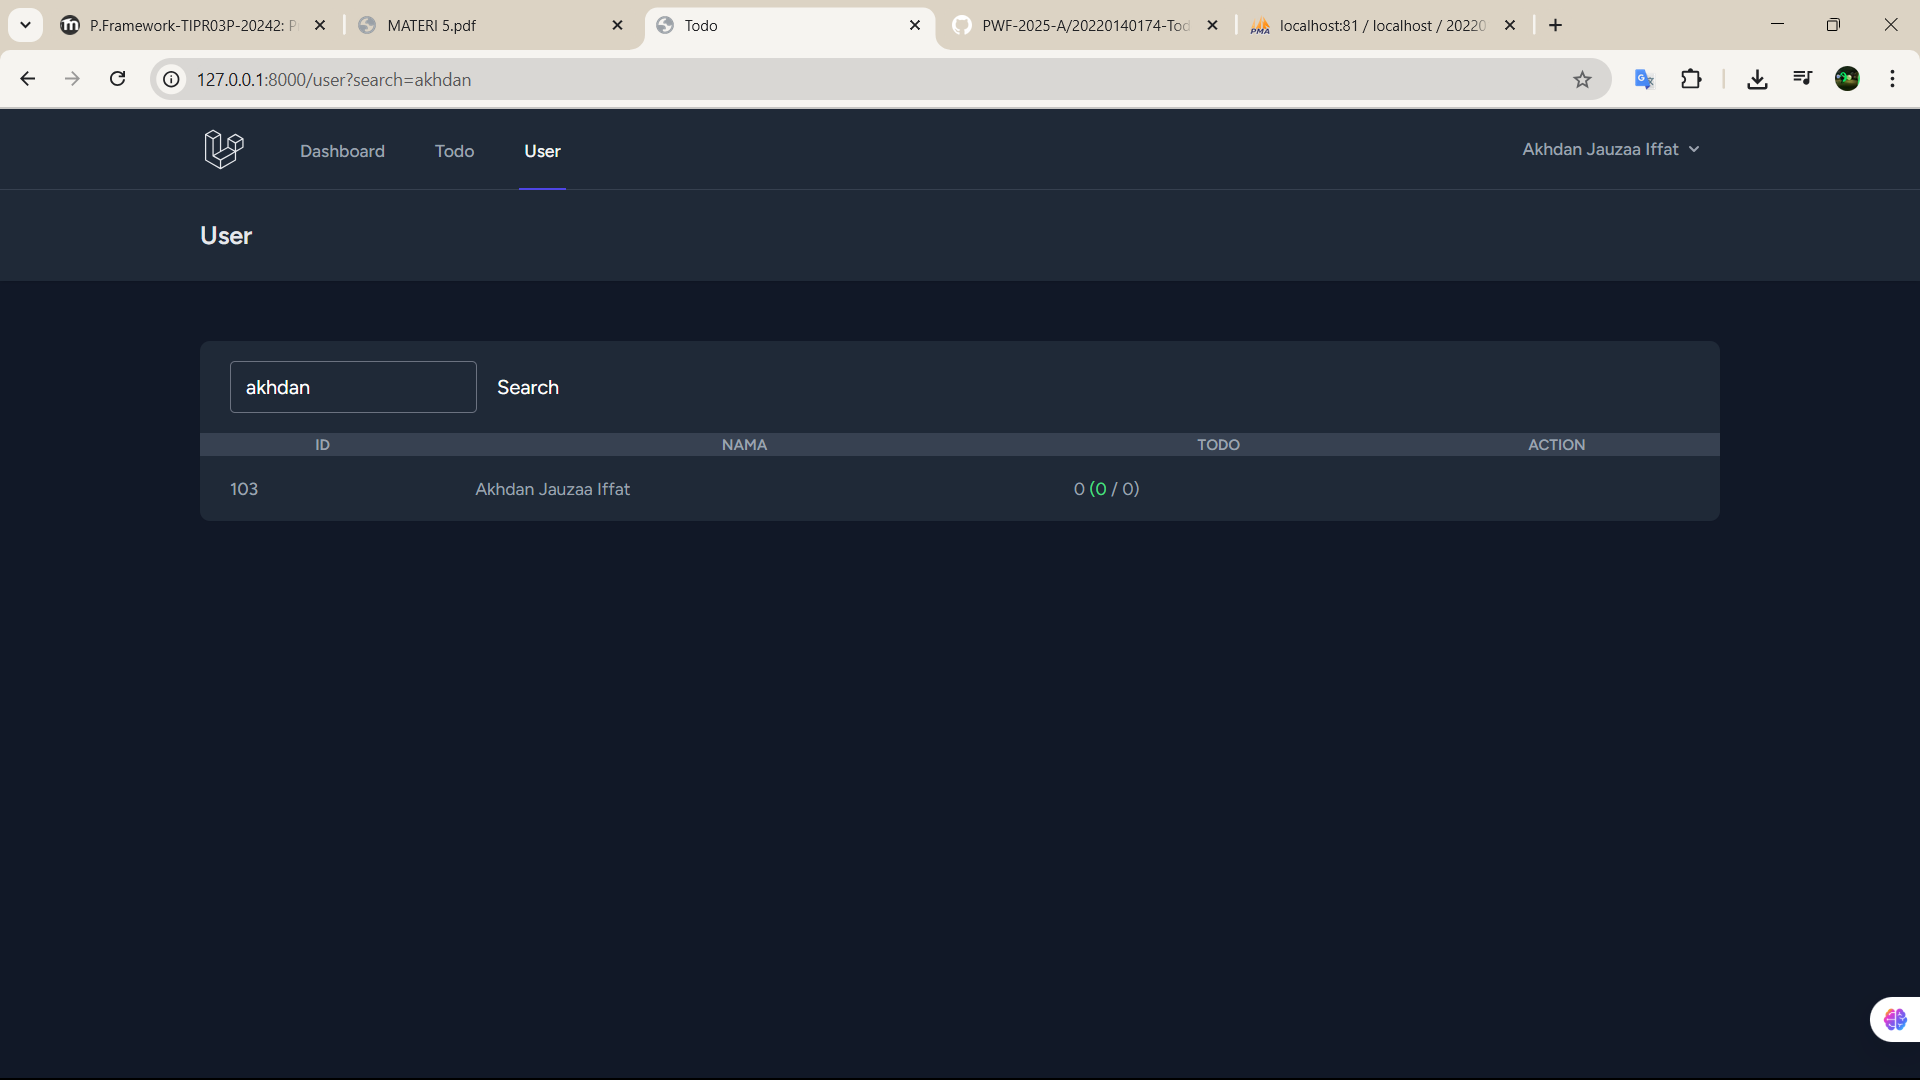 P.Framework-TIPR03P-20242: P
MATERI 5.pdf
Todo
PWF-2025-A/20220140174-Tod
PMA
localhost:81 / localhost / 20220
127.0.0.1:8000/user?search=akhdan
Dashboard
Todo
User
Akhdan Jauzaa Iffat
User
akhdan
Search
ID
NAMA
TODO
ACTION
103
Akhdan Jauzaa Iffat
0 (0 / 0)